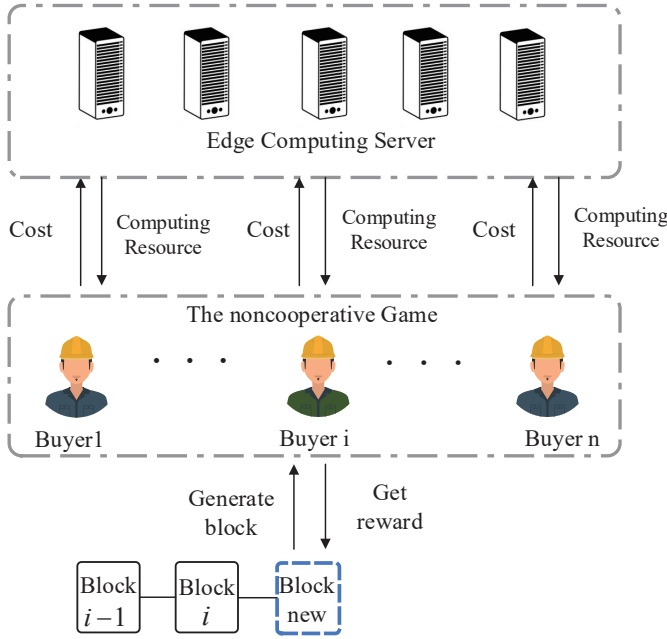 Edge Computing Server
Cost
Computing
Resource
Cost
Computing
Resource
Cost
Computing
Resource
The noncooperative Game
Buyer1
Buyer i
Buyer n
Generate
block
Get
reward
Block
i−1
Block
i
Block
new